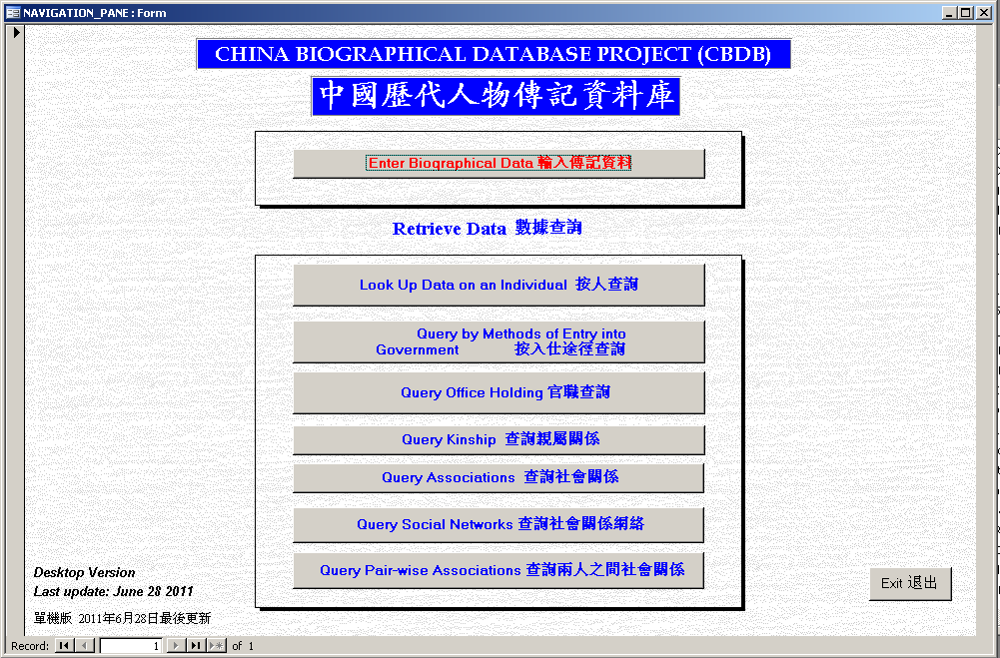 NAVIGATION_PANE : Form
CHINA BIOGRAPHICAL DATABASE PROJECT (CBDB)
中國歷代人物傳記資料庫
Enter Biographical Data 輸入傳記資料
Retrieve Data 數據查詢
Look Up Data on an Individual 按人查詢
Query by Methods of Entry into
Government 按入仕途徑查詢
Query Office Holding 官職查詢
Query Kinship 查詢親屬關係
Query Associations 查詢社會關係
Query Social Networks 查詢社會關係網絡
Query Pair-wise Associations 查詢兩人之間社會關係
Desktop Version
Last update: June 28 2011
單機版 2011年6月28日最後更新
Exit 退出
Record: 1 of 1